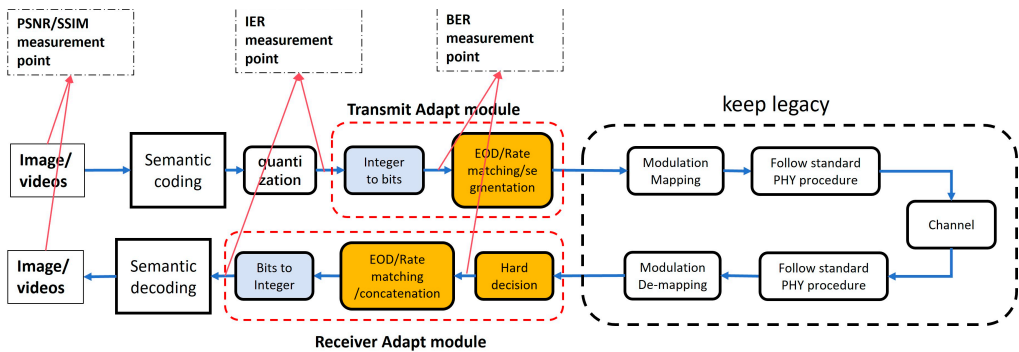 PSNR/SSIM
measurement
point
IER
measurement
point
BER
measurement
point
Transmit Adapt module
keep legacy
Image/
videos
Semantic
coding
quanti
zation
Integer
to bits
EOD/Rate
matching/se
gmentation
Modulation
Mapping
Follow standard
PHY procedure
Channel
Image/
videos
Semantic
decoding
Bits to
Integer
EOD/Rate
matching
/concatenation
Hard
decision
Modulation
De-mapping
Follow standard
PHY procedure
Receiver Adapt module